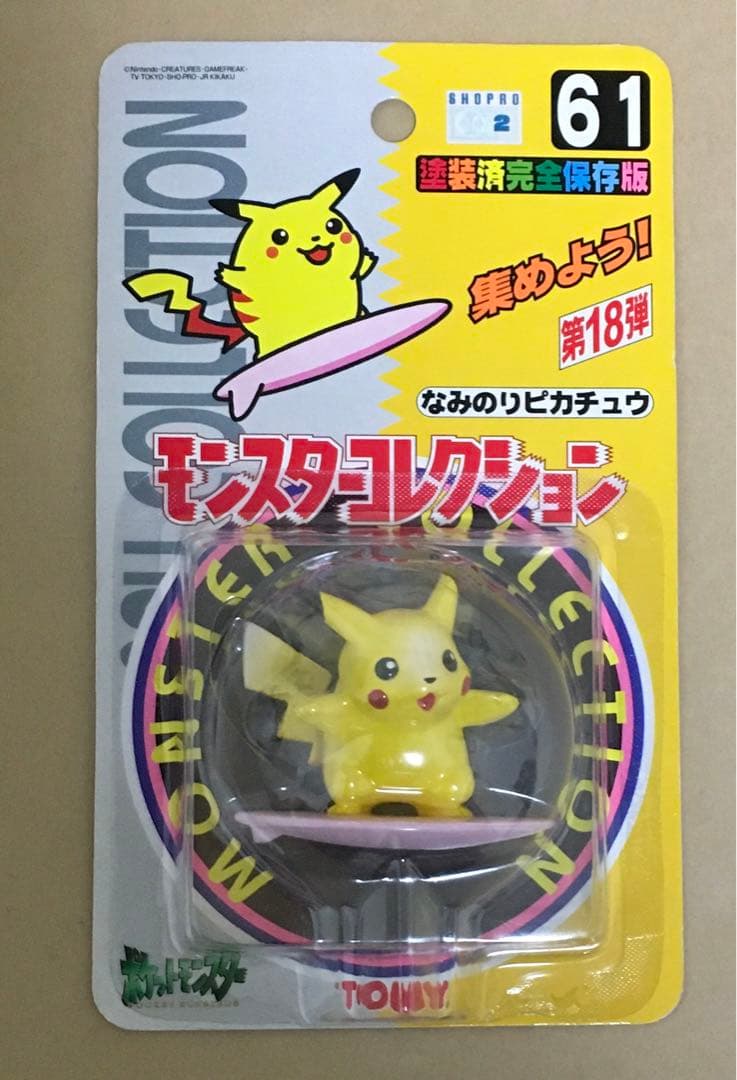 ©Nintendo・CREATURES・GAMEFREAK・
TV TOKYO・SHO-PRO・JR KIKAKU
SHOPRO
2
61
塗装済完全保存版
集めよう!
第18弾
なみのりピカチュウ
モンスターコレクション
MONSTER COLLECTION
ポケットモンスター
POCKET MONSTERS
TOMY